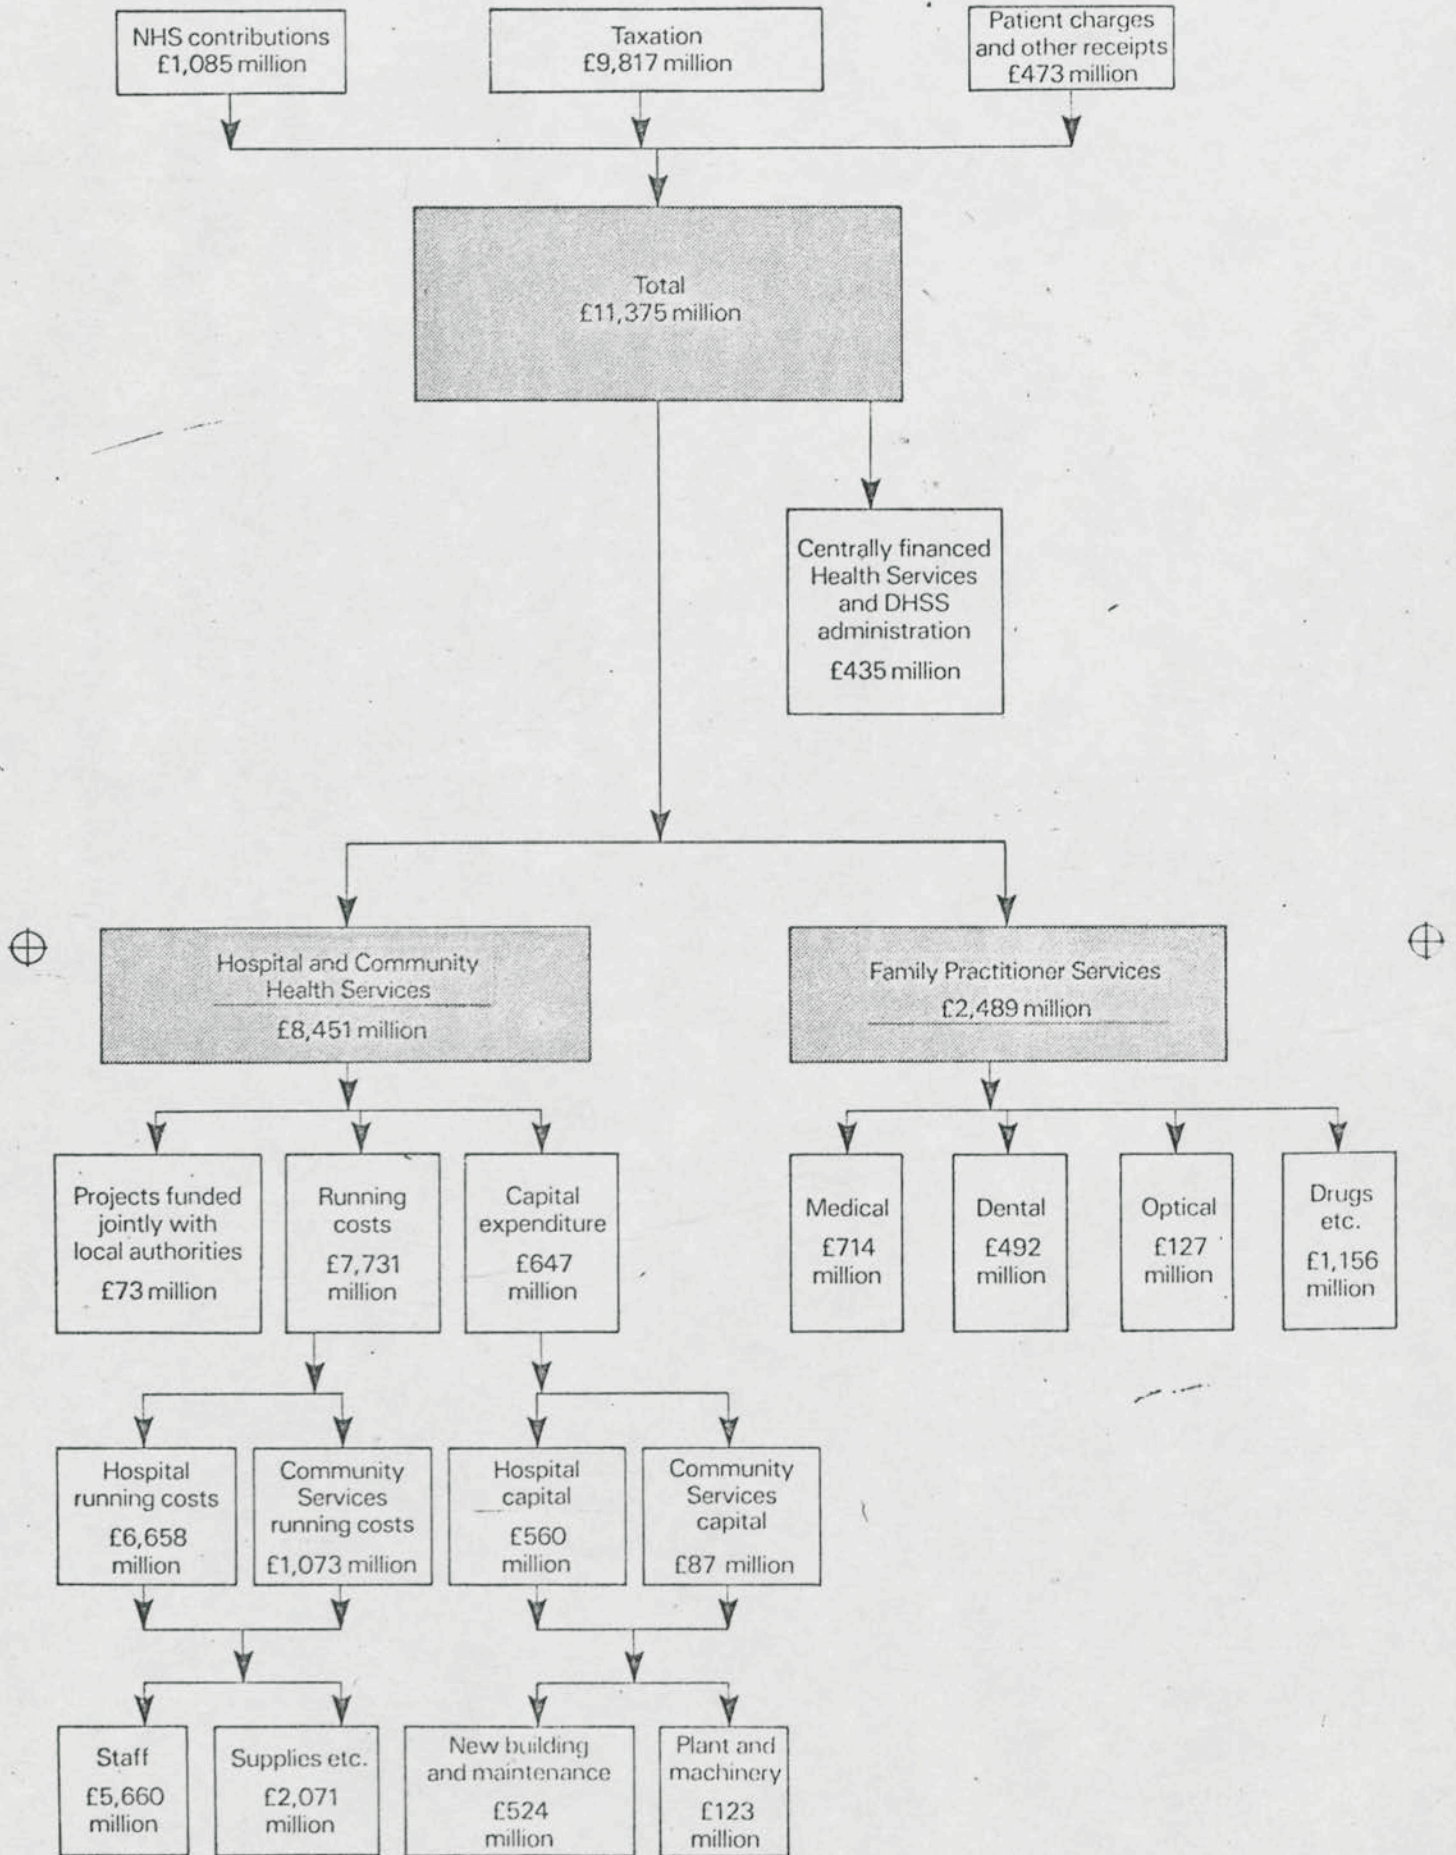 NHS contributions
£1,085 million
Taxation
£9,817 million
Patient charges
and other receipts
£473 million
Total
£11,375 million
Centrally financed
Health Services
and DHSS
administration
£435 million
Hospital and Community
Health Services
£8,451 million
Family Practitioner Services
£2,489 million
Projects funded
jointly with
local authorities
£73 million
Running
costs
£7,731
million
Capital
expenditure
£647
million
Medical
£714
million
Dental
£492
million
Optical
£127
million
Drugs
etc.
£1,156
million
Hospital
running costs
£6,658
million
Community
Services
running costs
£1,073 million
Hospital
capital
£560
million
Community
Services
capital
£87 million
Staff
£5,660
million
Supplies etc.
£2,071
million
New building
and maintenance
£524
million
Plant and
machinery
£123
million